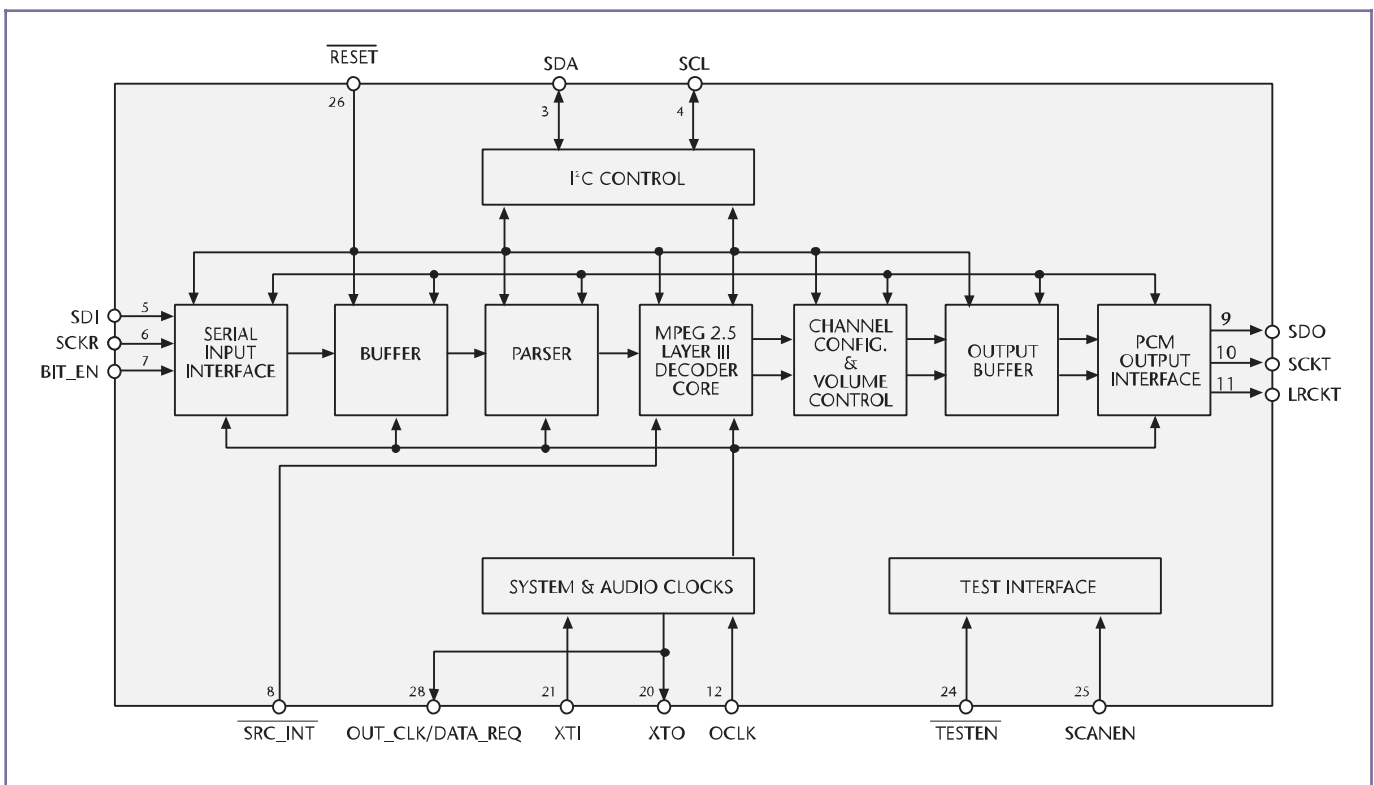 RESET
SDA
SCL
26
3
4
I²C CONTROL
SDI
5
SCKR
6
BIT_EN
7
SERIAL
INPUT
INTERFACE
BUFFER
PARSER
MPEG 2.5
LAYER III
DECODER
CORE
CHANNEL
CONFIG.
&
VOLUME
CONTROL
OUTPUT
BUFFER
PCM
OUTPUT
INTERFACE
9
SDO
10
SCKT
11
LRCKT
SYSTEM & AUDIO CLOCKS
TEST INTERFACE
8
28
21
20
12
24
25
SRC_INT
OUT_CLK/DATA_REQ
XTI
XTO
OCLK
TESTEN
SCANEN